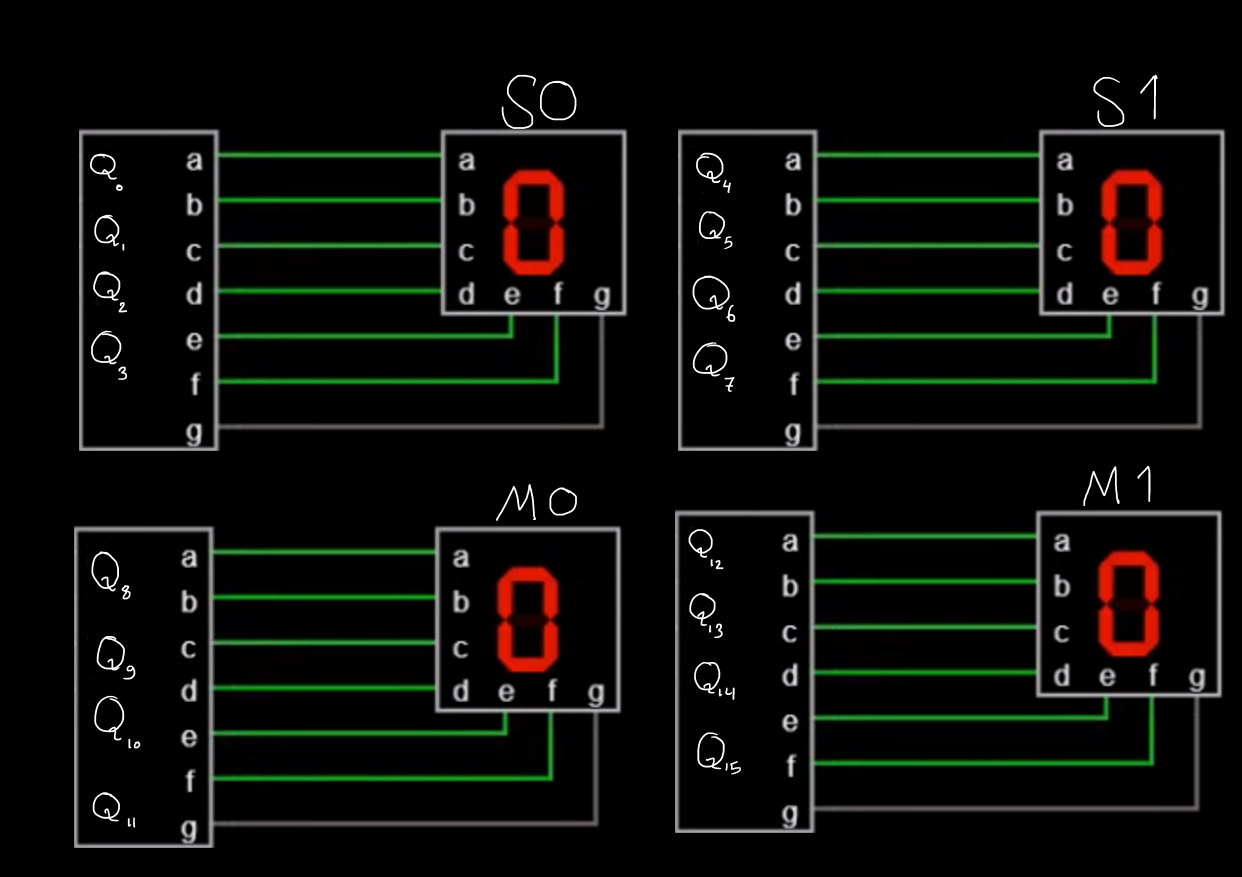 S0
Q₀ a a
b b
Q₁ c c
Q₂ d d e f g
Q₃ e
f
g
S1
Q₄ a a
b b
Q₅ c c
Q₆ d d e f g
Q₇ e
f
g
M0
Q₈ a a
b b
Q₉ c c
d d e f g
Q₁₀ e
f
Q₁₁ g
M1
Q₁₂ a a
b b
Q₁₃ c c
Q₁₄ d d e f g
e
Q₁₅ f
g